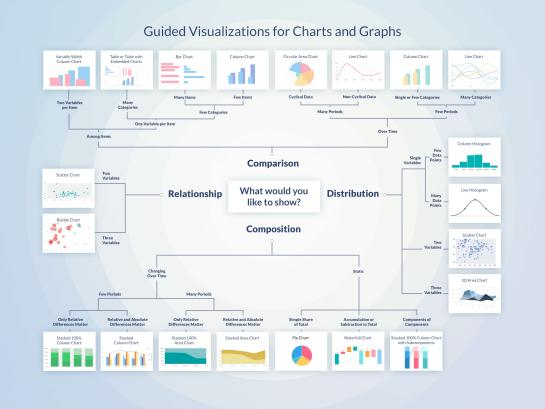 Guided Visualizations for Charts and Graphs
Variable Width
Column Chart
Table or Table with
Embedded Charts
Bar Chart
Column Chart
Circular Area Chart
Line Chart
Column Chart
Line Chart
Two Variables
per Item
Many
Categories
Many Items
Few Items
Cyclical Data
Non-Cyclical Data
Single or Few Categories
Many Categories
Few Categories
Many Periods
Few Periods
One Variable per Item
Among Items
Over Time
Comparison
Relationship
What would you
like to show?
Distribution
Composition
Scatter Chart
Two
Variables
Bubble Chart
Three
Variables
Single
Variables
Few
Data
Points
Column Histogram
Many
Data
Points
Line Histogram
Two
Variables
Scatter Chart
Three
Variables
3D Area Chart
Changing
Over Time
Static
Few Periods
Many Periods
Only Relative
Differences Matter
Relative and Absolute
Differences Matter
Only Relative
Differences Matter
Relative and Absolute
Differences Matter
Simple Share
of Total
Accumulation or
Subtraction to Total
Components of
Components
Stacked 100%
Column Chart
Stacked
Column Chart
Stacked 100%
Area Chart
Stacked Area Chart
Pie Chart
Waterfall Chart
Stacked 100% Column Chart
with Subcomponents